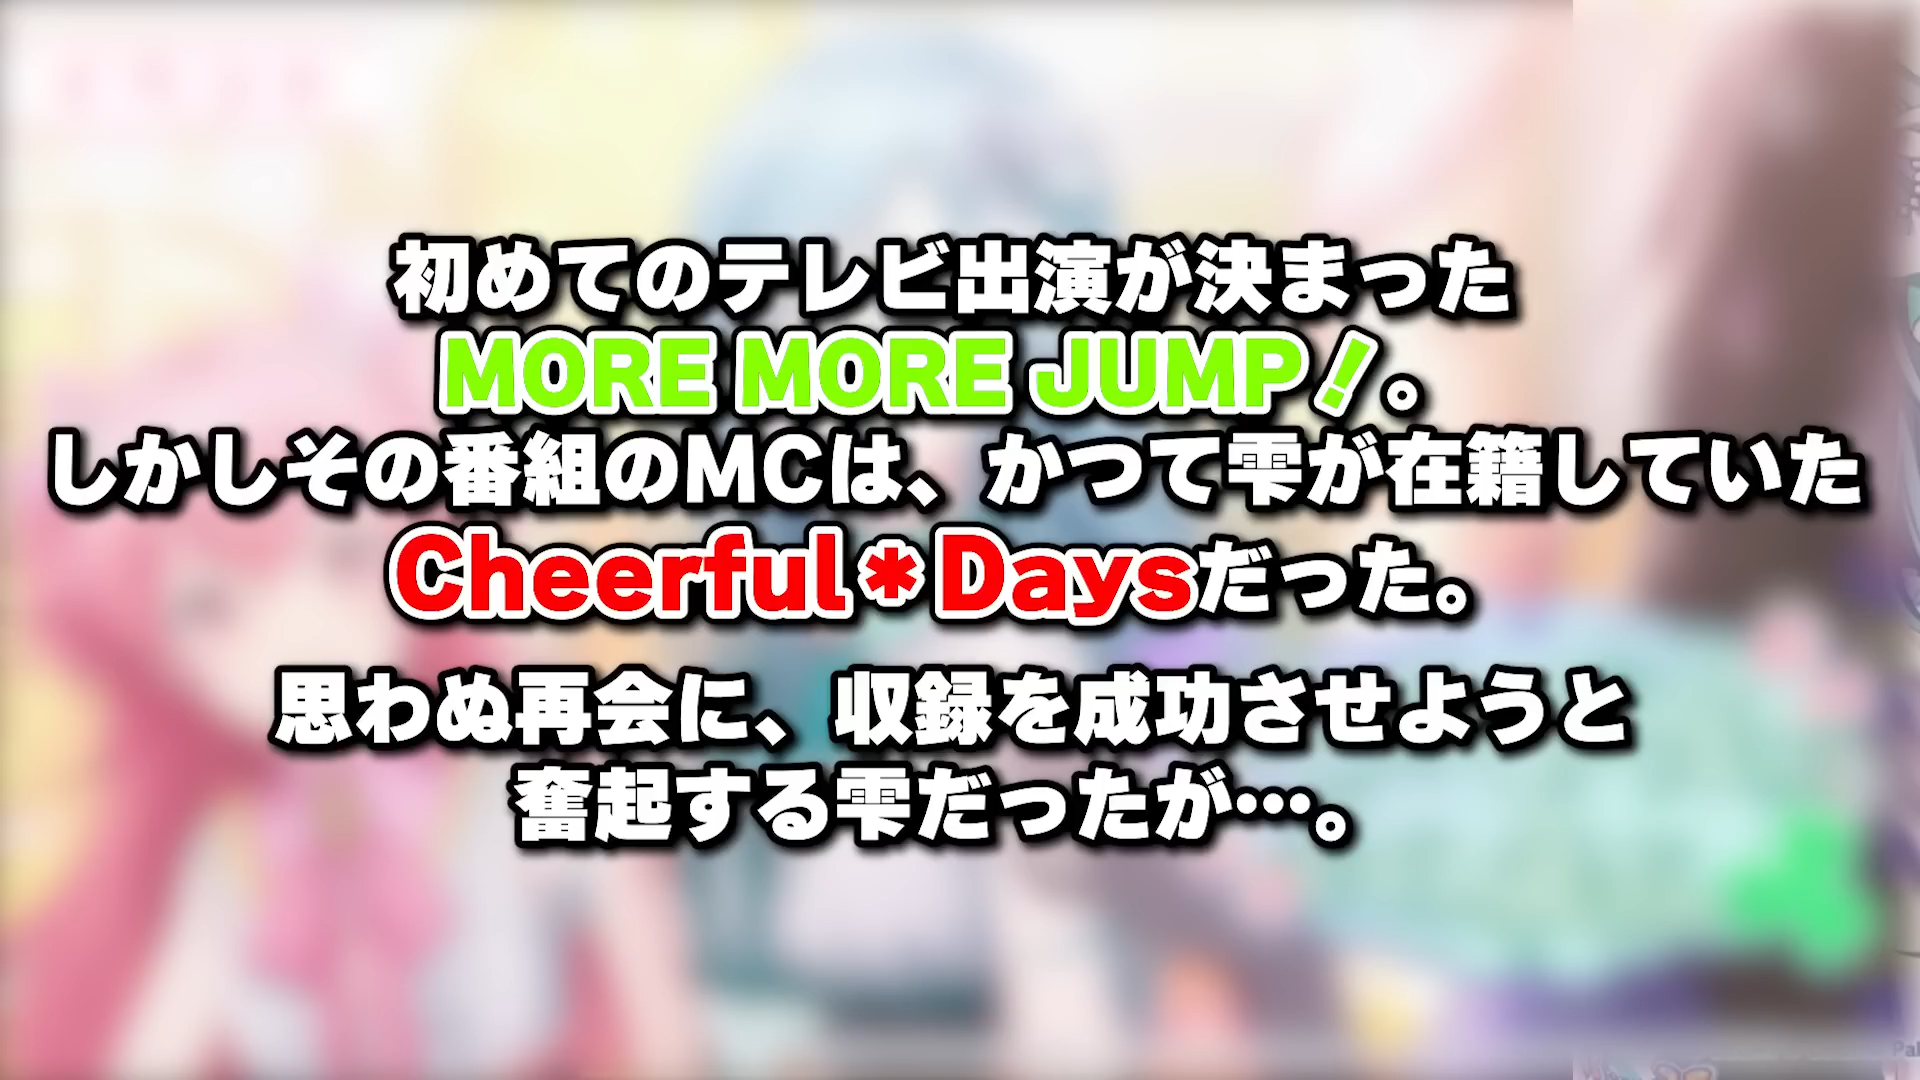 初めてのテレビ出演が決まった
MORE MORE JUMP！。
しかしその番組のMCは、かつて雫が在籍していた
Cheerful＊Daysだった。
思わぬ再会に、収録を成功させようと
奮起する雫だったが…。